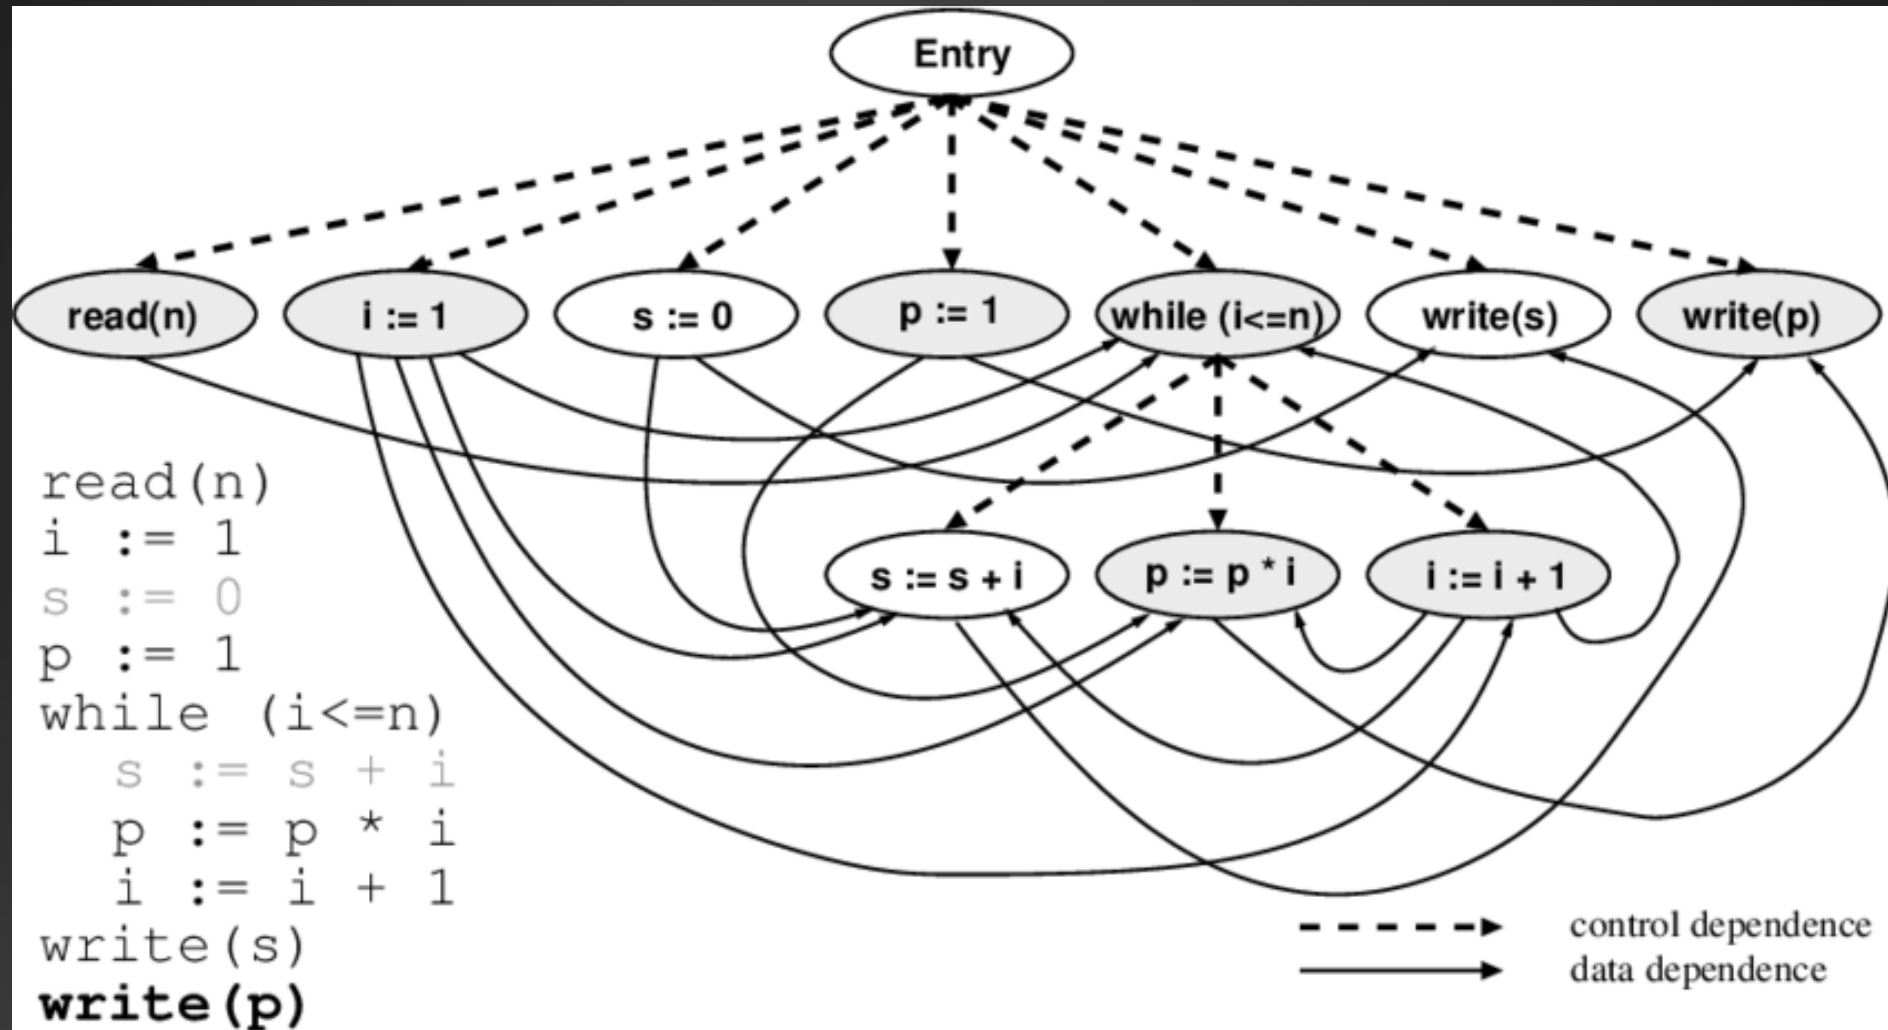 Entry
read(n)
i := 1
s := 0
p := 1
while (i<=n)
write(s)
write(p)
s := s + i
p := p * i
i := i + 1
read(n)
i := 1
s := 0
p := 1
while (i<=n)
s := s + i
p := p * i
i := i + 1
write(s)
write(p)
control dependence
data dependence